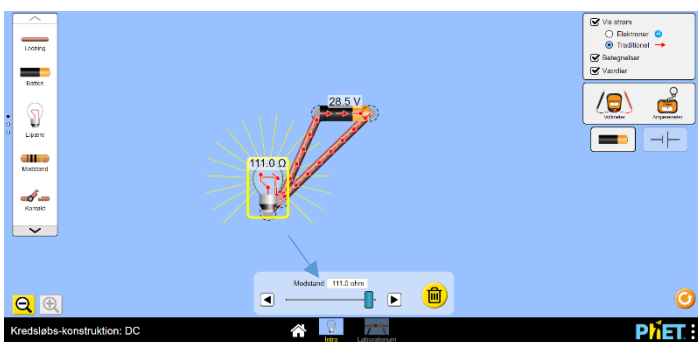 Ledning
Batteri
Lipære
Modstand
Kontakt
28.5 V
111.0 Ω
Vis strøm
Elektroner
Traditionel
Betegnelser
Værdier
Voltmeter
Amperemeter
Modstand 111.0 ohm
Kredsløbs-konstruktion: DC
Intro
Laboratorium
PhET